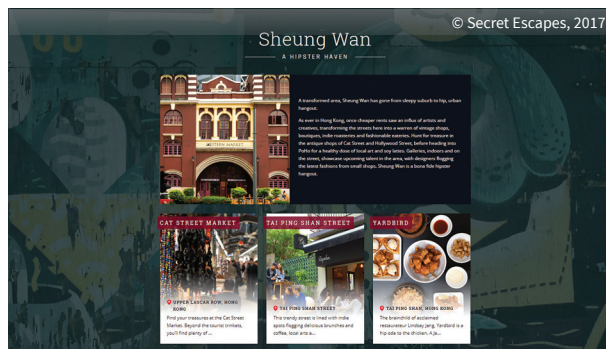 © Secret Escapes, 2017
Sheung Wan
A HIPSTER HAVEN
WESTERN MARKET
A transformed area, Sheung Wan has gone from sleepy suburb to hip, urban
hangout.
As ever in Hong Kong, once cheaper rents saw an influx of artists and
creatives, transforming the streets here into a warren of vintage shops,
boutiques, indie roasteries and fashionable eateries. Hunt for treasure in
the antique shops of Cat Street and Hollywood Street, before heading into
PoHo for a healthy dose of local art and soy lattes. Galleries, indoors and on
the street, showcase upcoming talent in the area, with designers flogging
the latest fashions from small shops. Sheung Wan is a bona fide hipster
hangout.
CAT STREET MARKET
UPPER LASCAR ROW, HONG
KONG
Find your treasures at the Cat Street
Market. Beyond the tourist trinkets,
you'll find plenty of ...
TAI PING SHAN STREET
TAI PING SHAN STREET
This trendy street is lined with indie
spots flogging delicious brunches and
coffee, local arts a...
YARDBIRD
TAI PING SHAN, HONG KONG
The brainchild of acclaimed
restaurateur Lindsay Jang, Yardbird is a
hip ode to the chicken. A Ja...